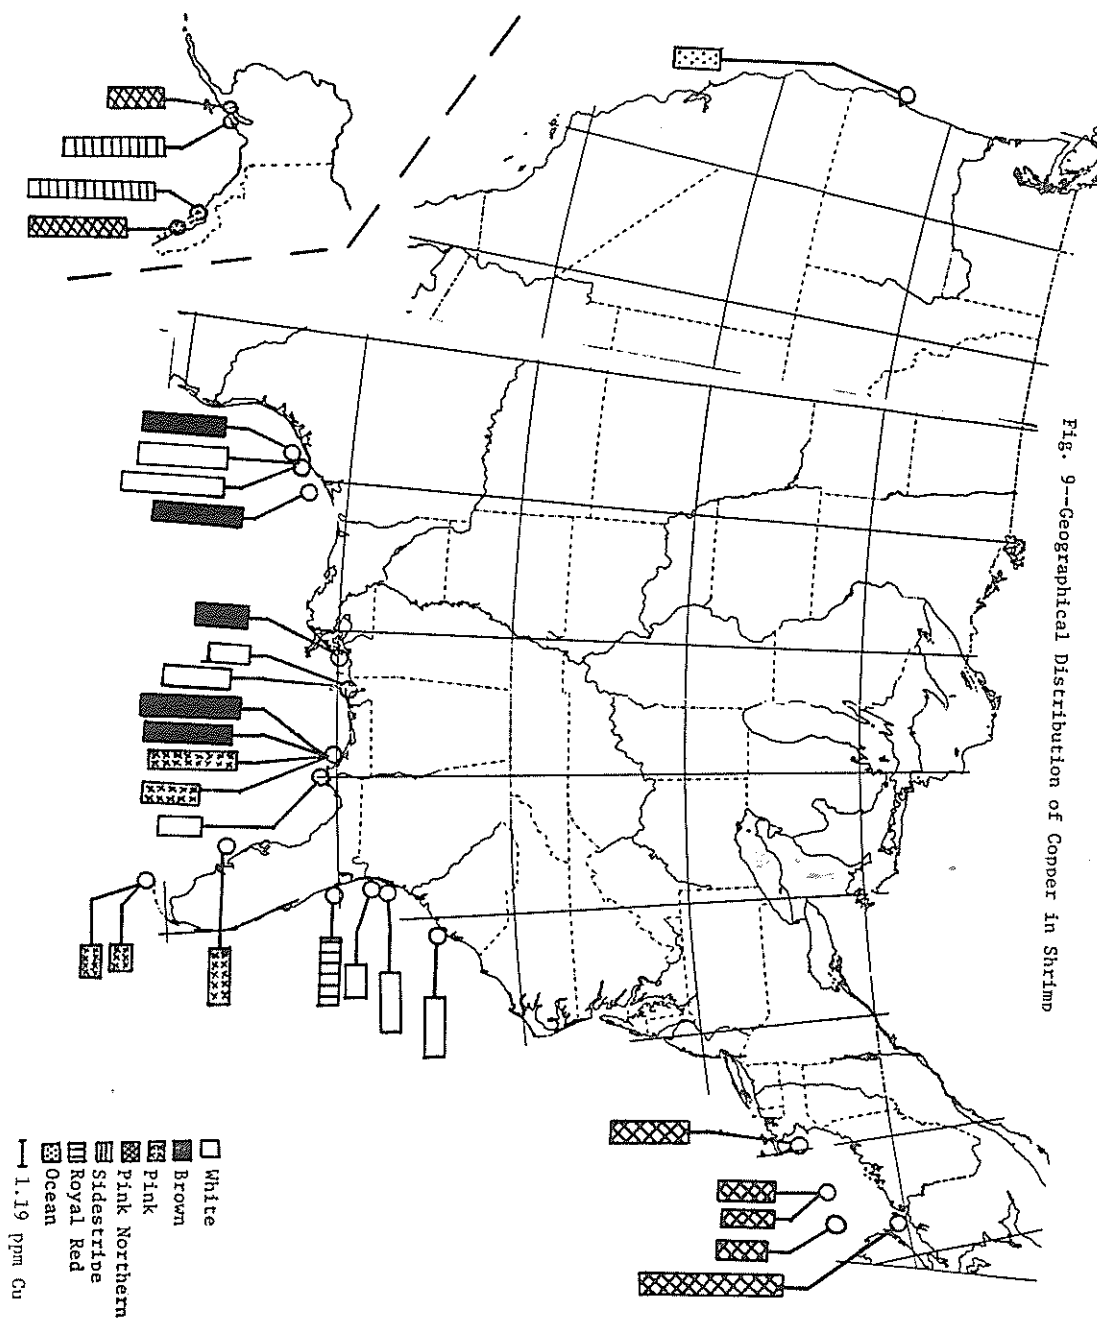 Fig. 9--Geographical Distribution of Copper in Shrimp
White
Brown
Pink
Pink Northern
Sidestripe
Royal Red
Ocean
1.19 ppm Cu